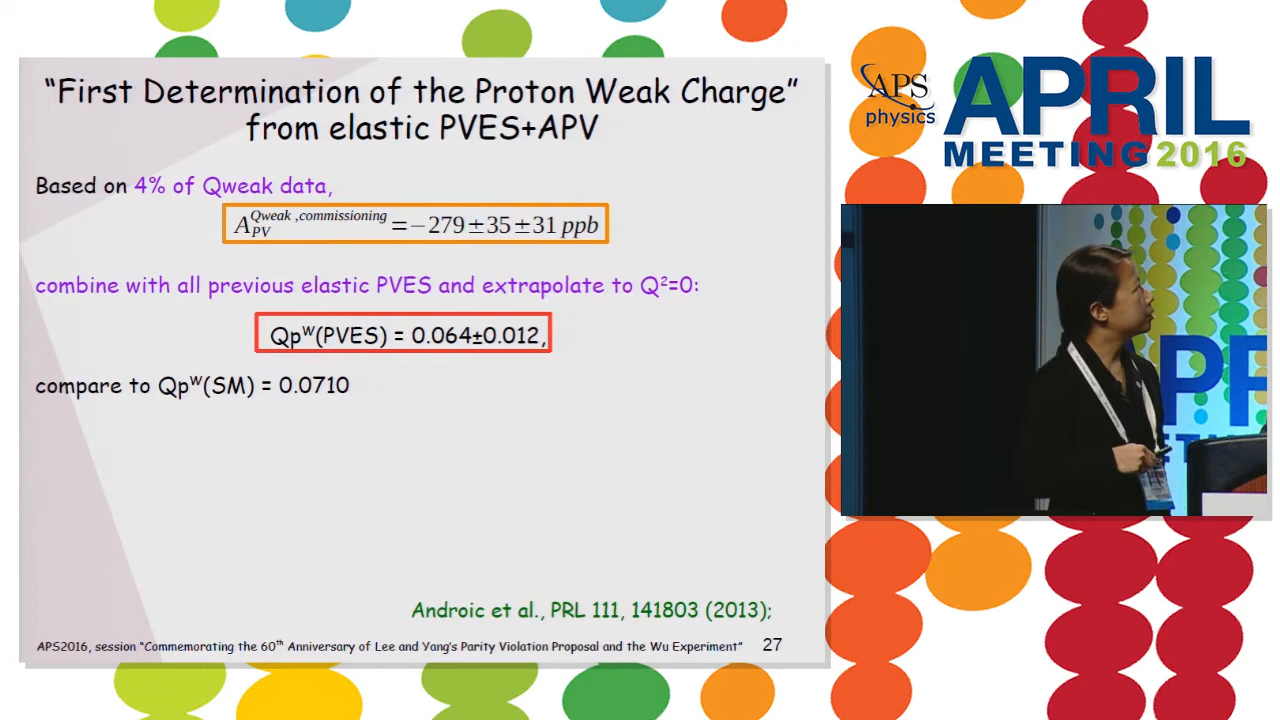 “First Determination of the Proton Weak Charge”
from elastic PVES+APV
Based on 4% of Qweak data,
A_PV^{Qweak ,commissioning} =−279±35±31 ppb
combine with all previous elastic PVES and extrapolate to Q²=0:
Qpʷ(PVES) = 0.064±0.012,
compare to Qpʷ(SM) = 0.0710
Androic et al., PRL 111, 141803 (2013);
APS2016, session “Commemorating the 60th Anniversary of Lee and Yang’s Parity Violation Proposal and the Wu Experiment” 27
APS
physics
APRIL
MEETING 2016